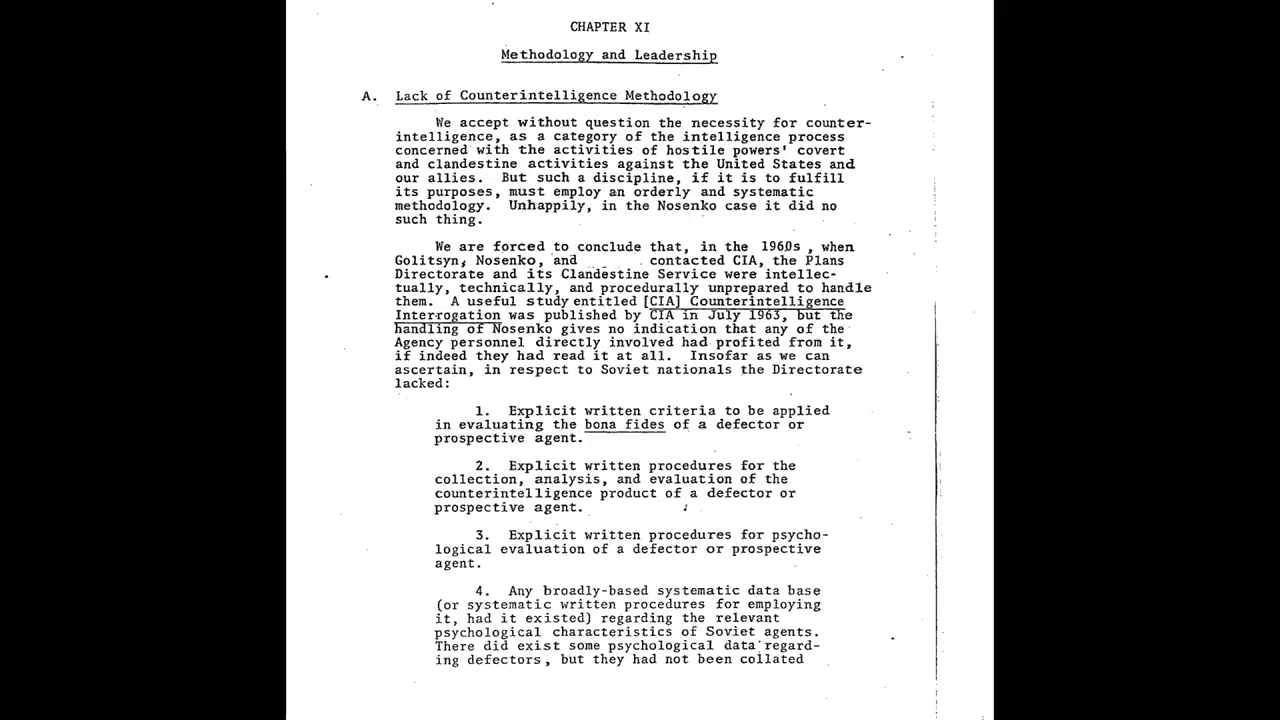 CHAPTER XI
Methodology and Leadership
A. Lack of Counterintelligence Methodology
We accept without question the necessity for counter-
intelligence, as a category of the intelligence process
concerned with the activities of hostile powers' covert
and clandestine activities against the United States and
our allies. But such a discipline, if it is to fulfill
its purposes, must employ an orderly and systematic
methodology. Unhappily, in the Nosenko case it did no
such thing.
We are forced to conclude that, in the 1960s, when
Golitsyn, Nosenko, and contacted CIA, the Plans
Directorate and its Clandestine Service were intellec-
tually, technically, and procedurally unprepared to handle
them. A useful study entitled [CIA] Counterintelligence
Interrogation was published by CIA in July 1963, but the
handling of Nosenko gives no indication that any of the
Agency personnel directly involved had profited from it,
if indeed they had read it at all. Insofar as we can
ascertain, in respect to Soviet nationals the Directorate
lacked:
1. Explicit written criteria to be applied
in evaluating the bona fides of a defector or
prospective agent.
2. Explicit written procedures for the
collection, analysis, and evaluation of the
counterintelligence product of a defector or
prospective agent.
3. Explicit written procedures for psycho-
logical evaluation of a defector or prospective
agent.
4. Any broadly-based systematic data base
(or systematic written procedures for employing
it, had it existed) regarding the relevant
psychological characteristics of Soviet agents.
There did exist some psychological data regard-
ing defectors, but they had not been collated